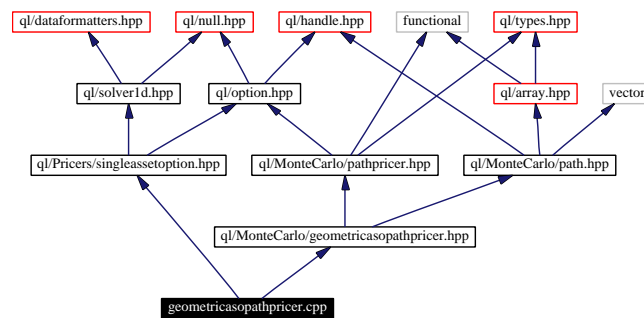 ql/dataformatters.hpp ql/null.hpp ql/handle.hpp functional ql/types.hpp
ql/solver1d.hpp ql/option.hpp ql/array.hpp vector
ql/Pricers/singleassetoption.hpp ql/MonteCarlo/pathpricer.hpp ql/MonteCarlo/path.hpp
ql/MonteCarlo/geometricasopathpricer.hpp
geometricasopathpricer.cpp